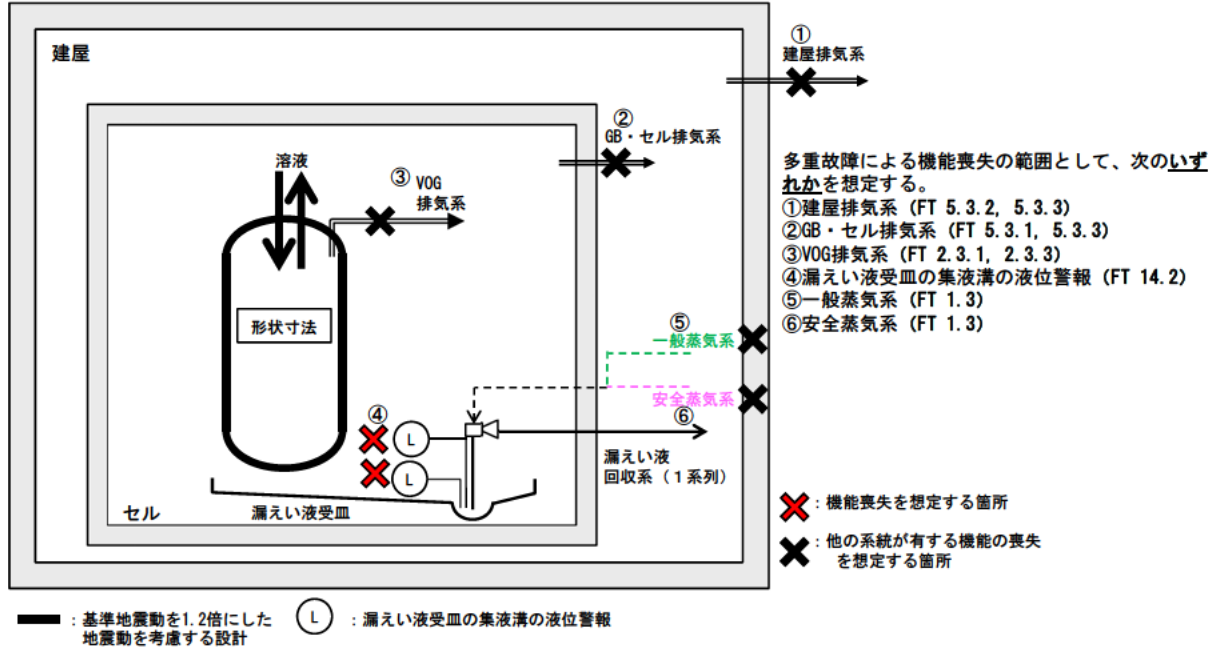 建屋
①
建屋排気系
②
GB・セル排気系
溶液
③ VOG
排気系
形状寸法
多重故障による機能喪失の範囲として、次のいず
れかを想定する。
①建屋排気系 (FT 5.3.2, 5.3.3)
②GB・セル排気系 (FT 5.3.1, 5.3.3)
③VOG排気系 (FT 2.3.1, 2.3.3)
④漏えい液受皿の集液溝の液位警報 (FT 14.2)
⑤一般蒸気系 (FT 1.3)
⑥安全蒸気系 (FT 1.3)
⑤
一般蒸気系
安全蒸気系
⑥
④
L
L
漏えい液
回収系（１系列）
セル
漏えい液受皿
：機能喪失を想定する箇所
：他の系統が有する機能の喪失
を想定する箇所
：基準地震動を1.2倍にした
地震動を考慮する設計
L
：漏えい液受皿の集液溝の液位警報